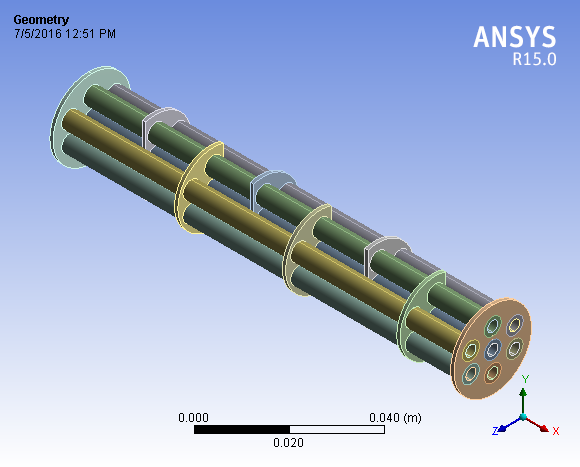 Geometry
7/5/2016 12:51 PM
ANSYS
R15.0
0.000
0.040 (m)
0.020
Y
Z
X